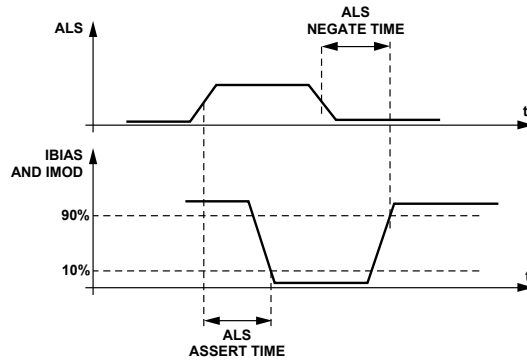 ALS
ALS
NEGATE TIME
t
IBIAS
AND IMOD
90%
10%
t
ALS
ASSERT TIME